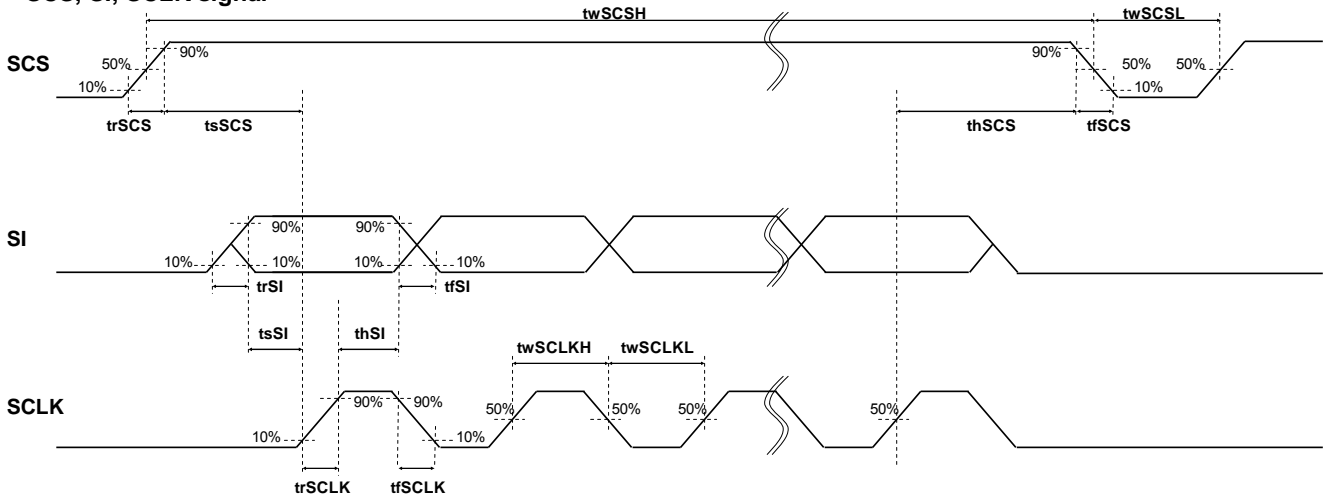 SCS, SI, SCLK signal
twSCSH twSCSL
SCS
90% 90%
50% 50% 50%
10% 10%
trSCS tsSCS thSCS tfSCS
SI
90% 90%
10% 10% 10% 10%
trSI tfSI
tsSI thSI
twSCLKH twSCLKL
SCLK
90% 90%
50% 50% 50% 50%
10% 10%
trSCLK tfSCLK